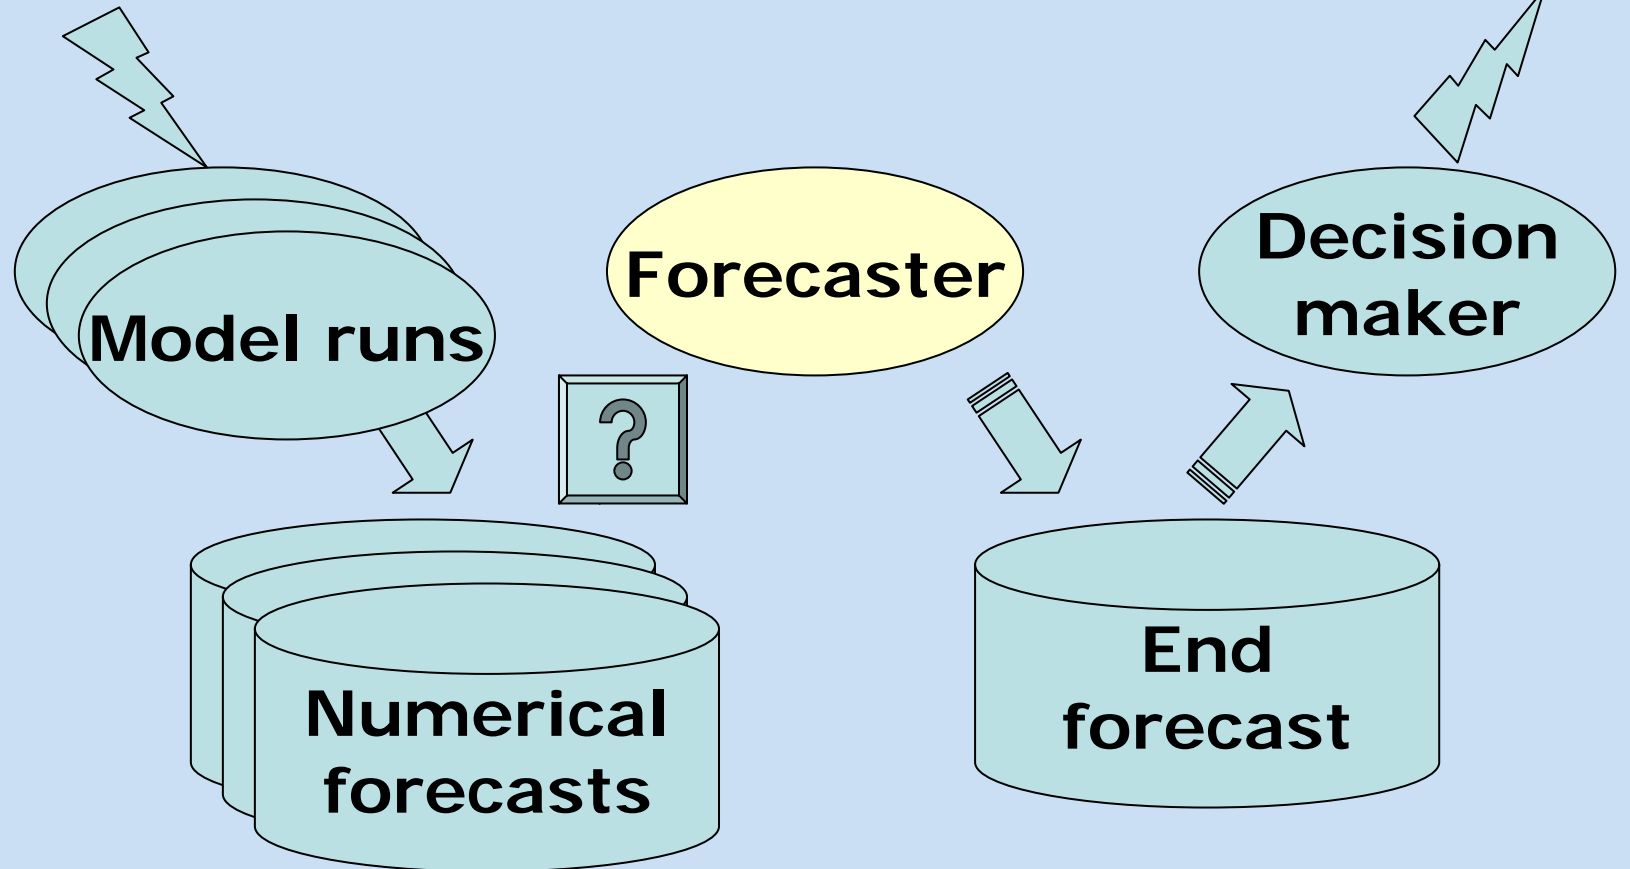 Model runs
Forecaster
Decision
maker
?
Numerical
forecasts
End
forecast